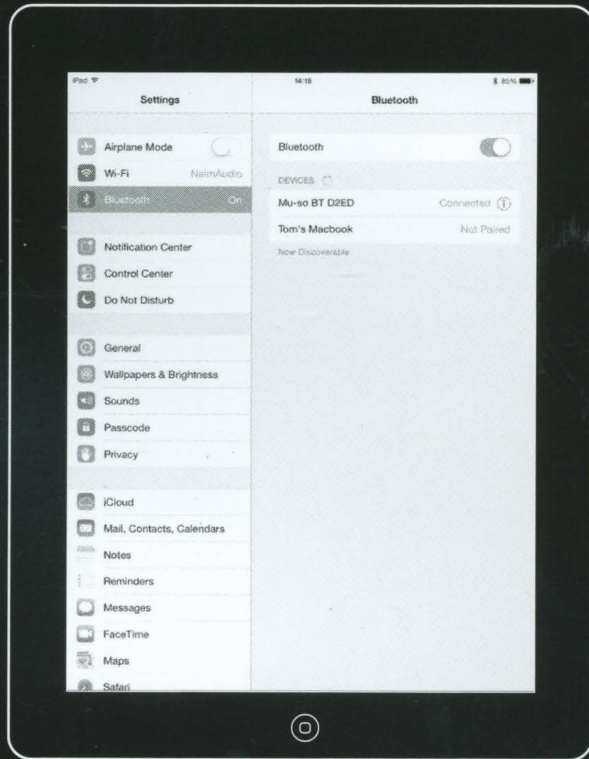 iPad 14:15 85%
Settings
Bluetooth
Airplane Mode
Wi-Fi NaimAudio
Bluetooth On
Notification Center
Control Center
Do Not Disturb
General
Wallpapers & Brightness
Sounds
Passcode
Privacy
iCloud
Mail, Contacts, Calendars
Notes
Reminders
Messages
FaceTime
Maps
Safari
Bluetooth
DEVICES
Mu-so BT D2ED Connected
Tom's Macbook Not Paired
Now Discoverable